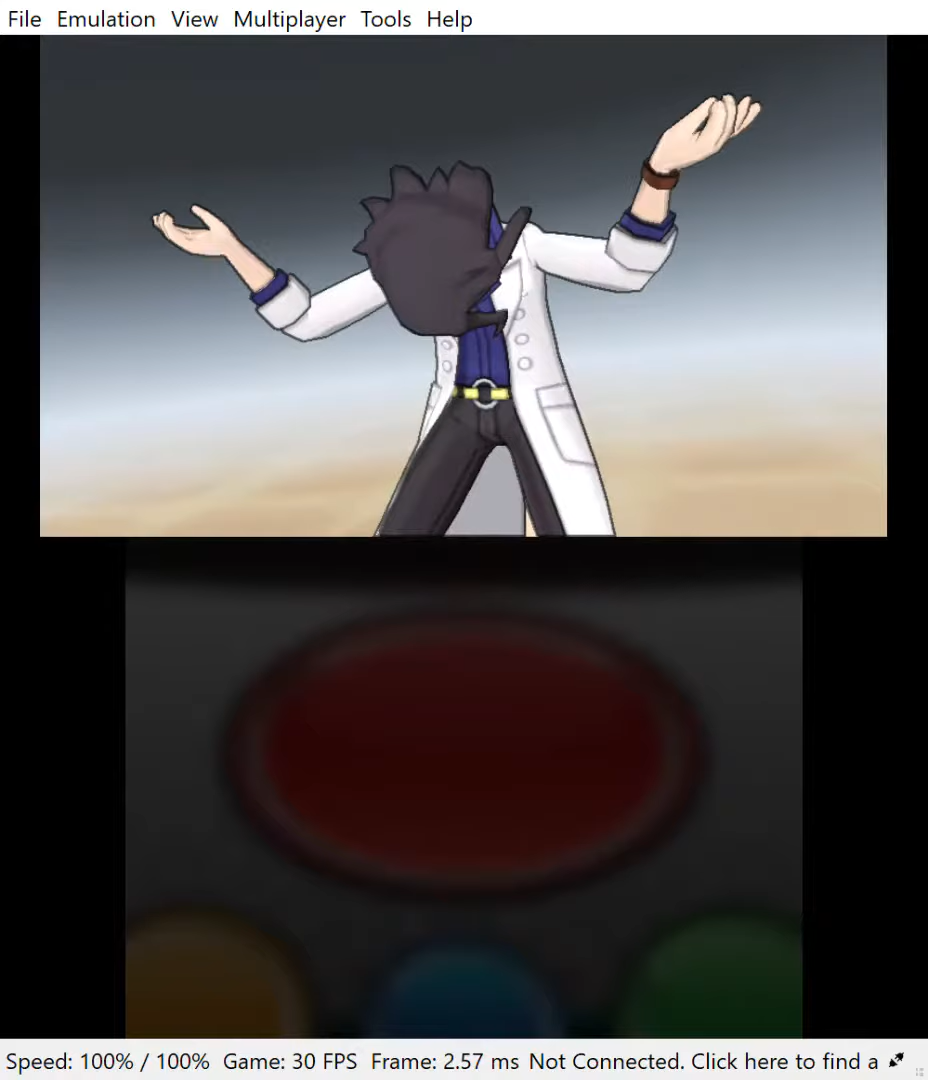 File Emulation View Multiplayer Tools Help
Speed: 100% / 100% Game: 30 FPS Frame: 2.57 ms Not Connected. Click here to find a